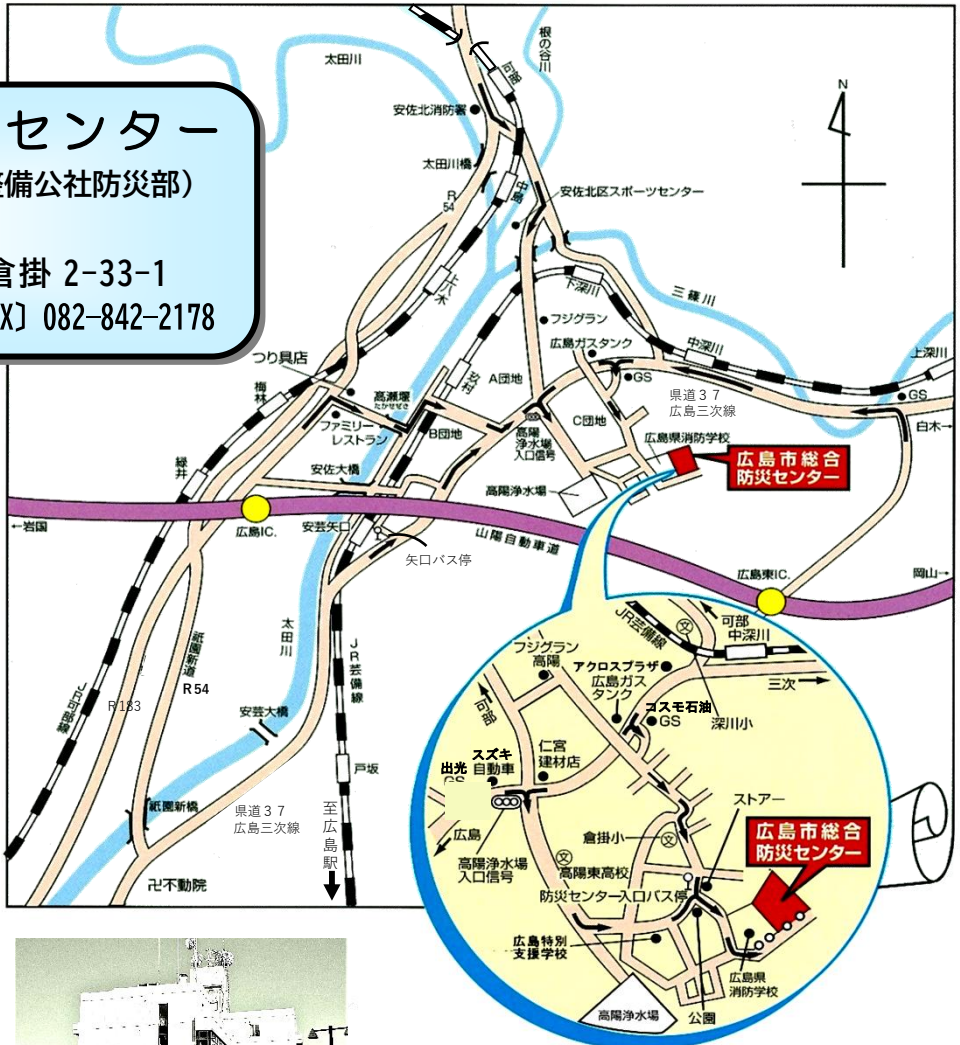 センター
整備公社防災部）
倉掛 2-33-1
X〕082-842-2178
太田川
根の谷川
可部
安佐北消防署
太田川橋
中島
R
54
安佐北区スポーツセンター
N
上八木
下深川
三篠川
フジグラン
広島ガスタンク
中深川
上深川
つり具店
玖村
A団地
GS
GS
県道３７
広島三次線
梅林
高瀬堰
たかせぜき
白木→
ファミリー
レストラン
B団地
高陽
浄水場
入口信号
C団地
広島県消防学校
広島市総合
防災センター
緑井
安佐大橋
高陽浄水場
←岩国
広島IC.
安芸矢口
山陽自動車道
矢口バス停
広島東IC.
岡山→
太田川
祇園新道
JR芸備線
R54
R183
JR可部線
安芸大橋
戸坂
祇園新橋
県道３７
広島三次線
至広島駅
卍不動院
JR芸備線
可部
中深川
フジグラン
高陽
アクロスプラザ
広島ガス
タンク
三次
コスモ石油
GS
深川小
可部
仁宮
建材店
スズキ
自動車
出光
GS
ストアー
広島
倉掛小
文
広島市総合
防災センター
高陽浄水場
入口信号
文
高陽東高校
防災センター入口バス停
広島特別
支援学校
広島県
消防学校
高陽浄水場
公園